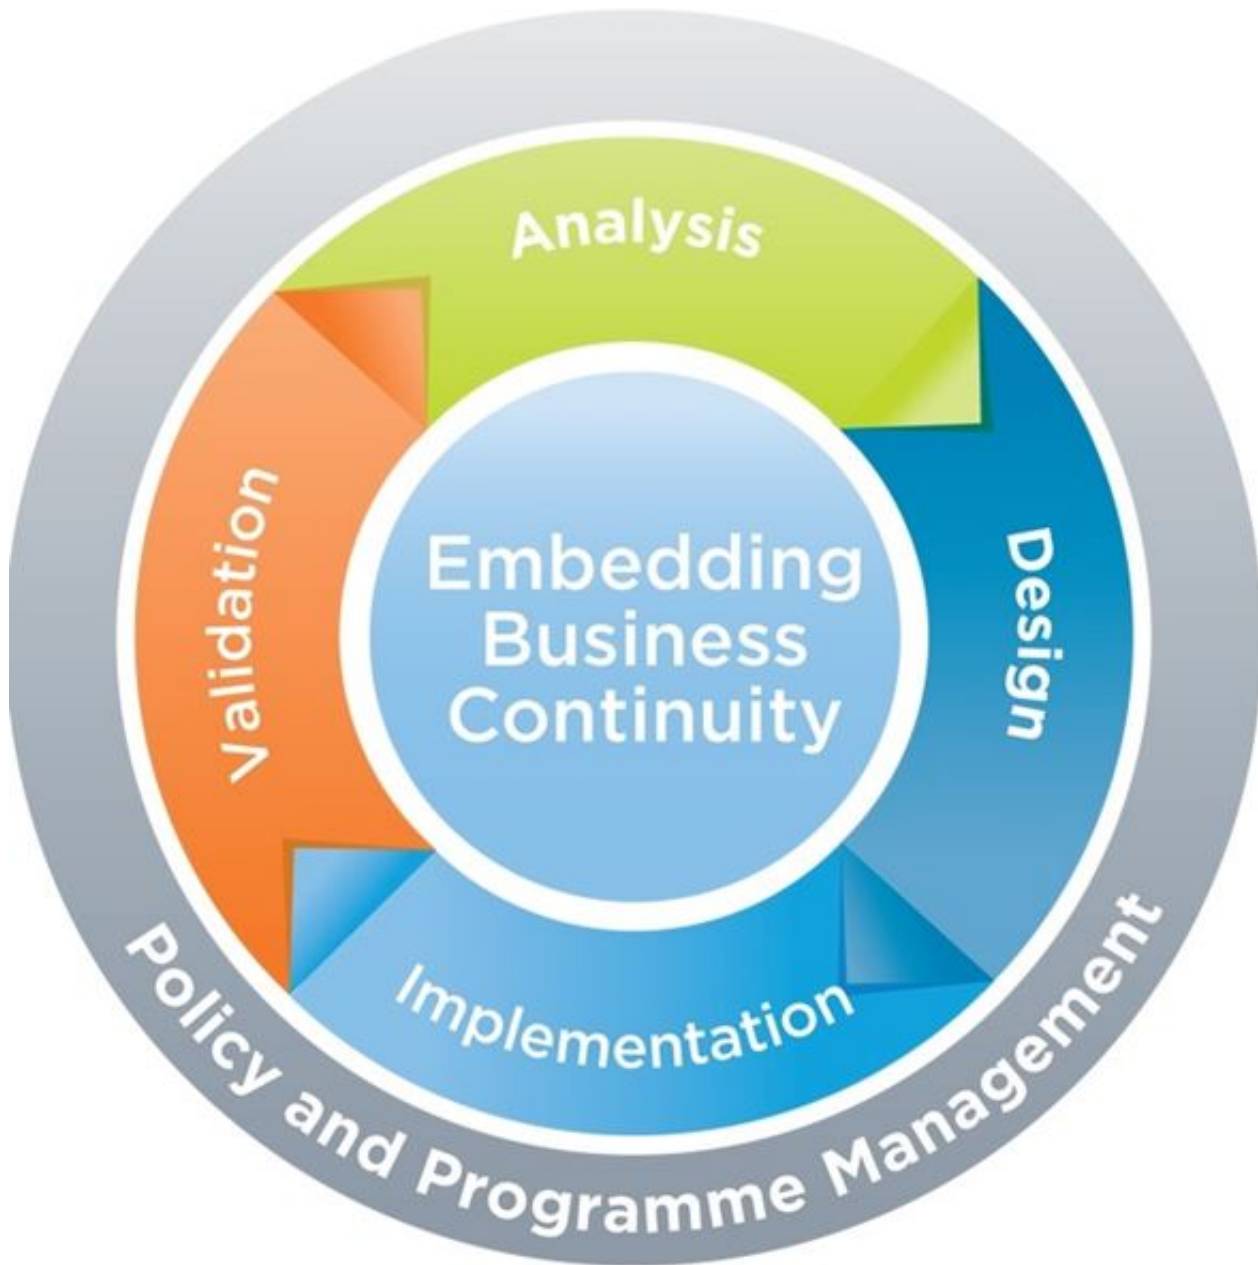 Analysis
Design
Implementation
Validation
Embedding
Business
Continuity
Policy and Programme Management